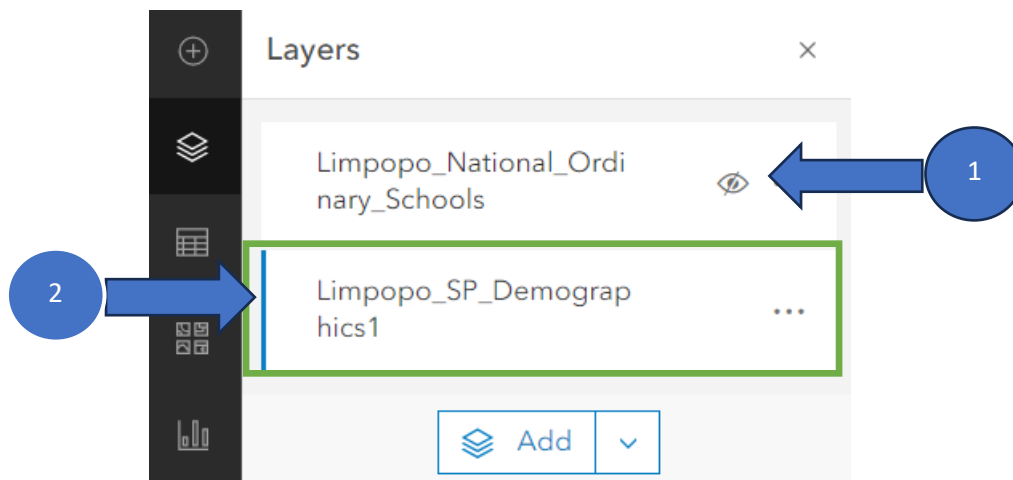 Layers
Limpopo_National_Ordi
nary_Schools
1
2
Limpopo_SP_Demograp
hics1
Add